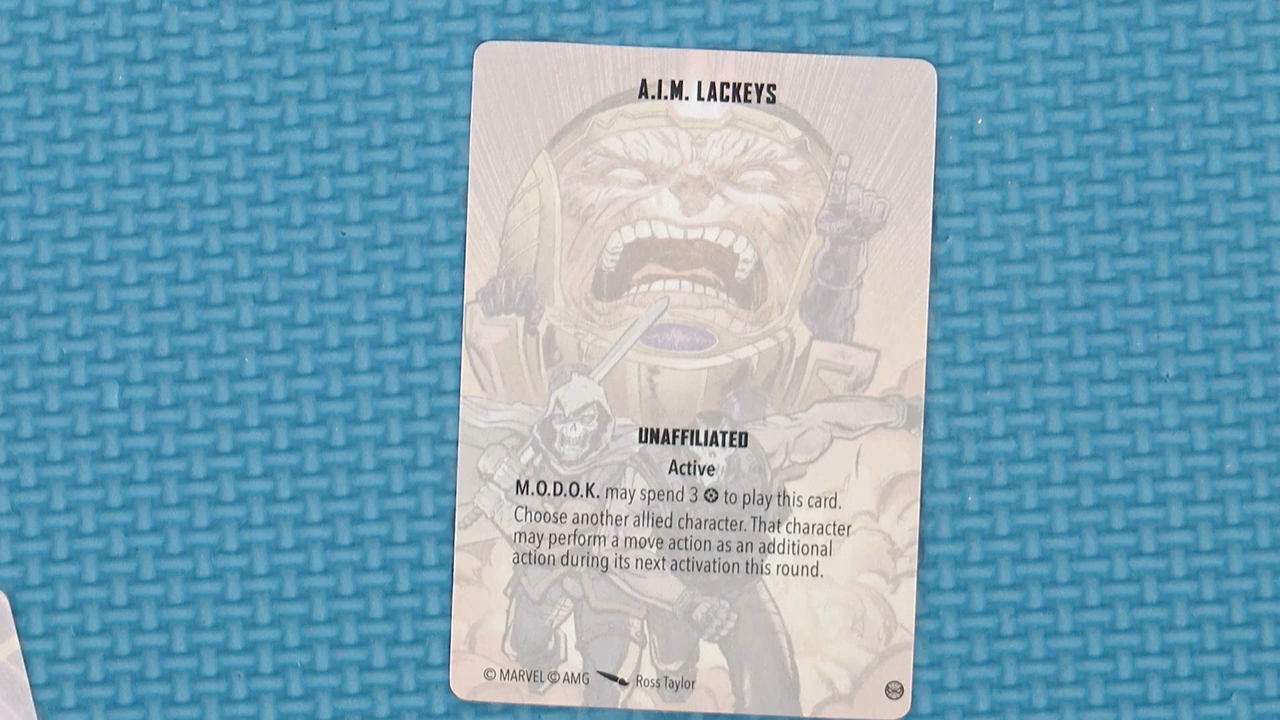 A.I.M. LACKEYS
UNAFFILIATED
Active
M.O.D.O.K. may spend 3 to play this card.
Choose another allied character. That character
may perform a move action as an additional
action during its next activation this round.
© MARVEL © AMG Ross Taylor